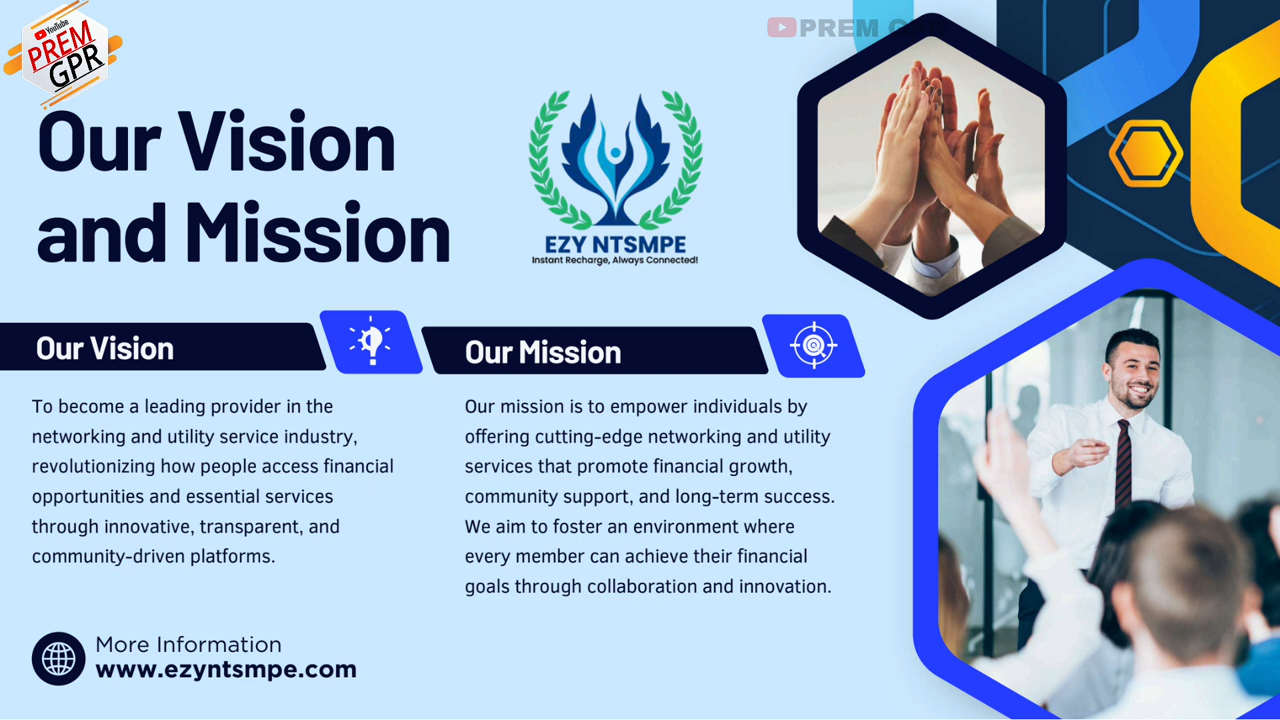 YouTube
PREM
GPR
PREM G
Our Vision
and Mission
EZY NTSMPE
Instant Recharge, Always Connected!
Our Vision
To become a leading provider in the
networking and utility service industry,
revolutionizing how people access financial
opportunities and essential services
through innovative, transparent, and
community-driven platforms.
Our Mission
Our mission is to empower individuals by
offering cutting-edge networking and utility
services that promote financial growth,
community support, and long-term success.
We aim to foster an environment where
every member can achieve their financial
goals through collaboration and innovation.
More Information
www.ezyntsmpe.com